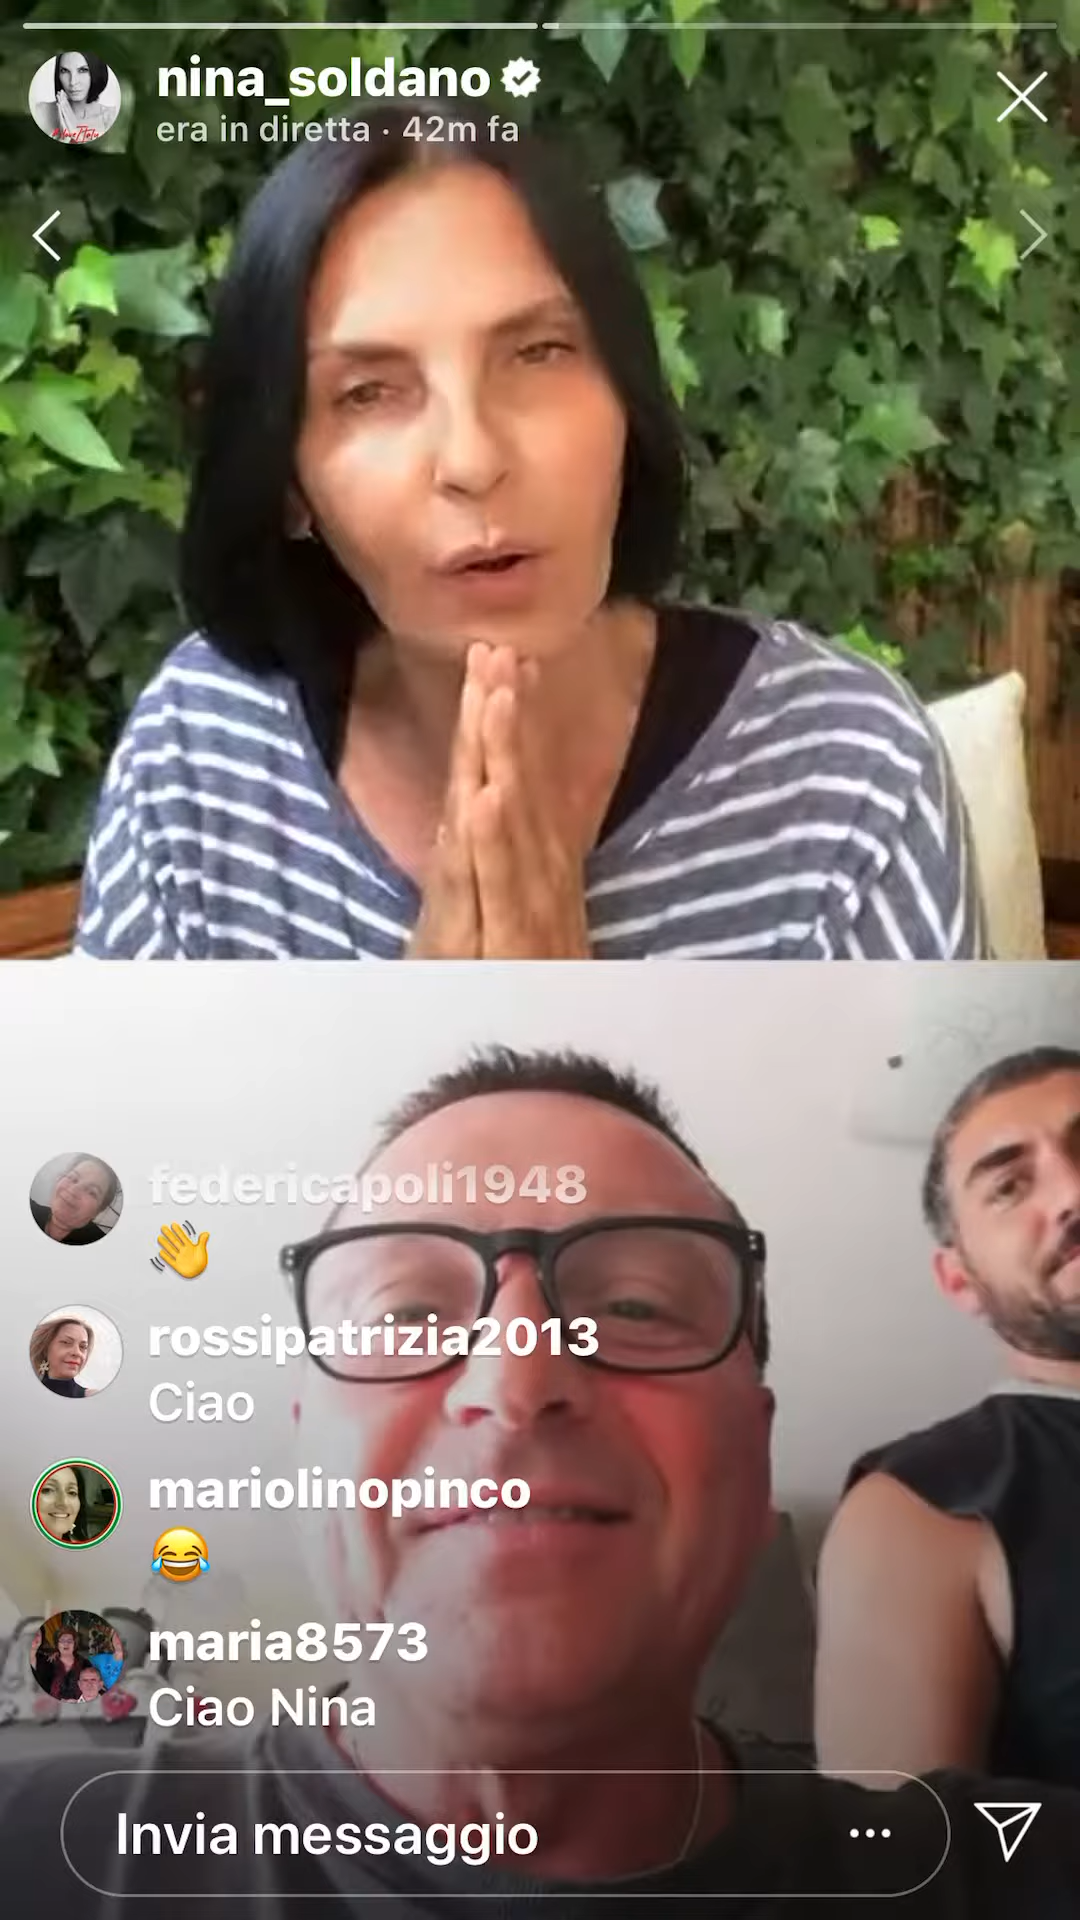 nina_soldano
era in diretta · 42m fa
federicapoli1948
👋
rossipatrizia2013
Ciao
mariolinopinco
😂
maria8573
Ciao Nina
Invia messaggio